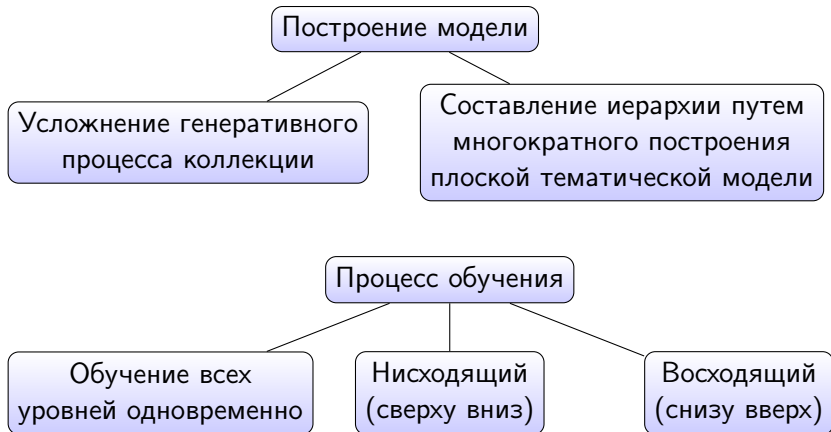 Построение модели
Усложнение генеративного
процесса коллекции
Составление иерархии путем
многократного построения
плоской тематической модели
Процесс обучения
Обучение всех
уровней одновременно
Нисходящий
(сверху вниз)
Восходящий
(снизу вверх)